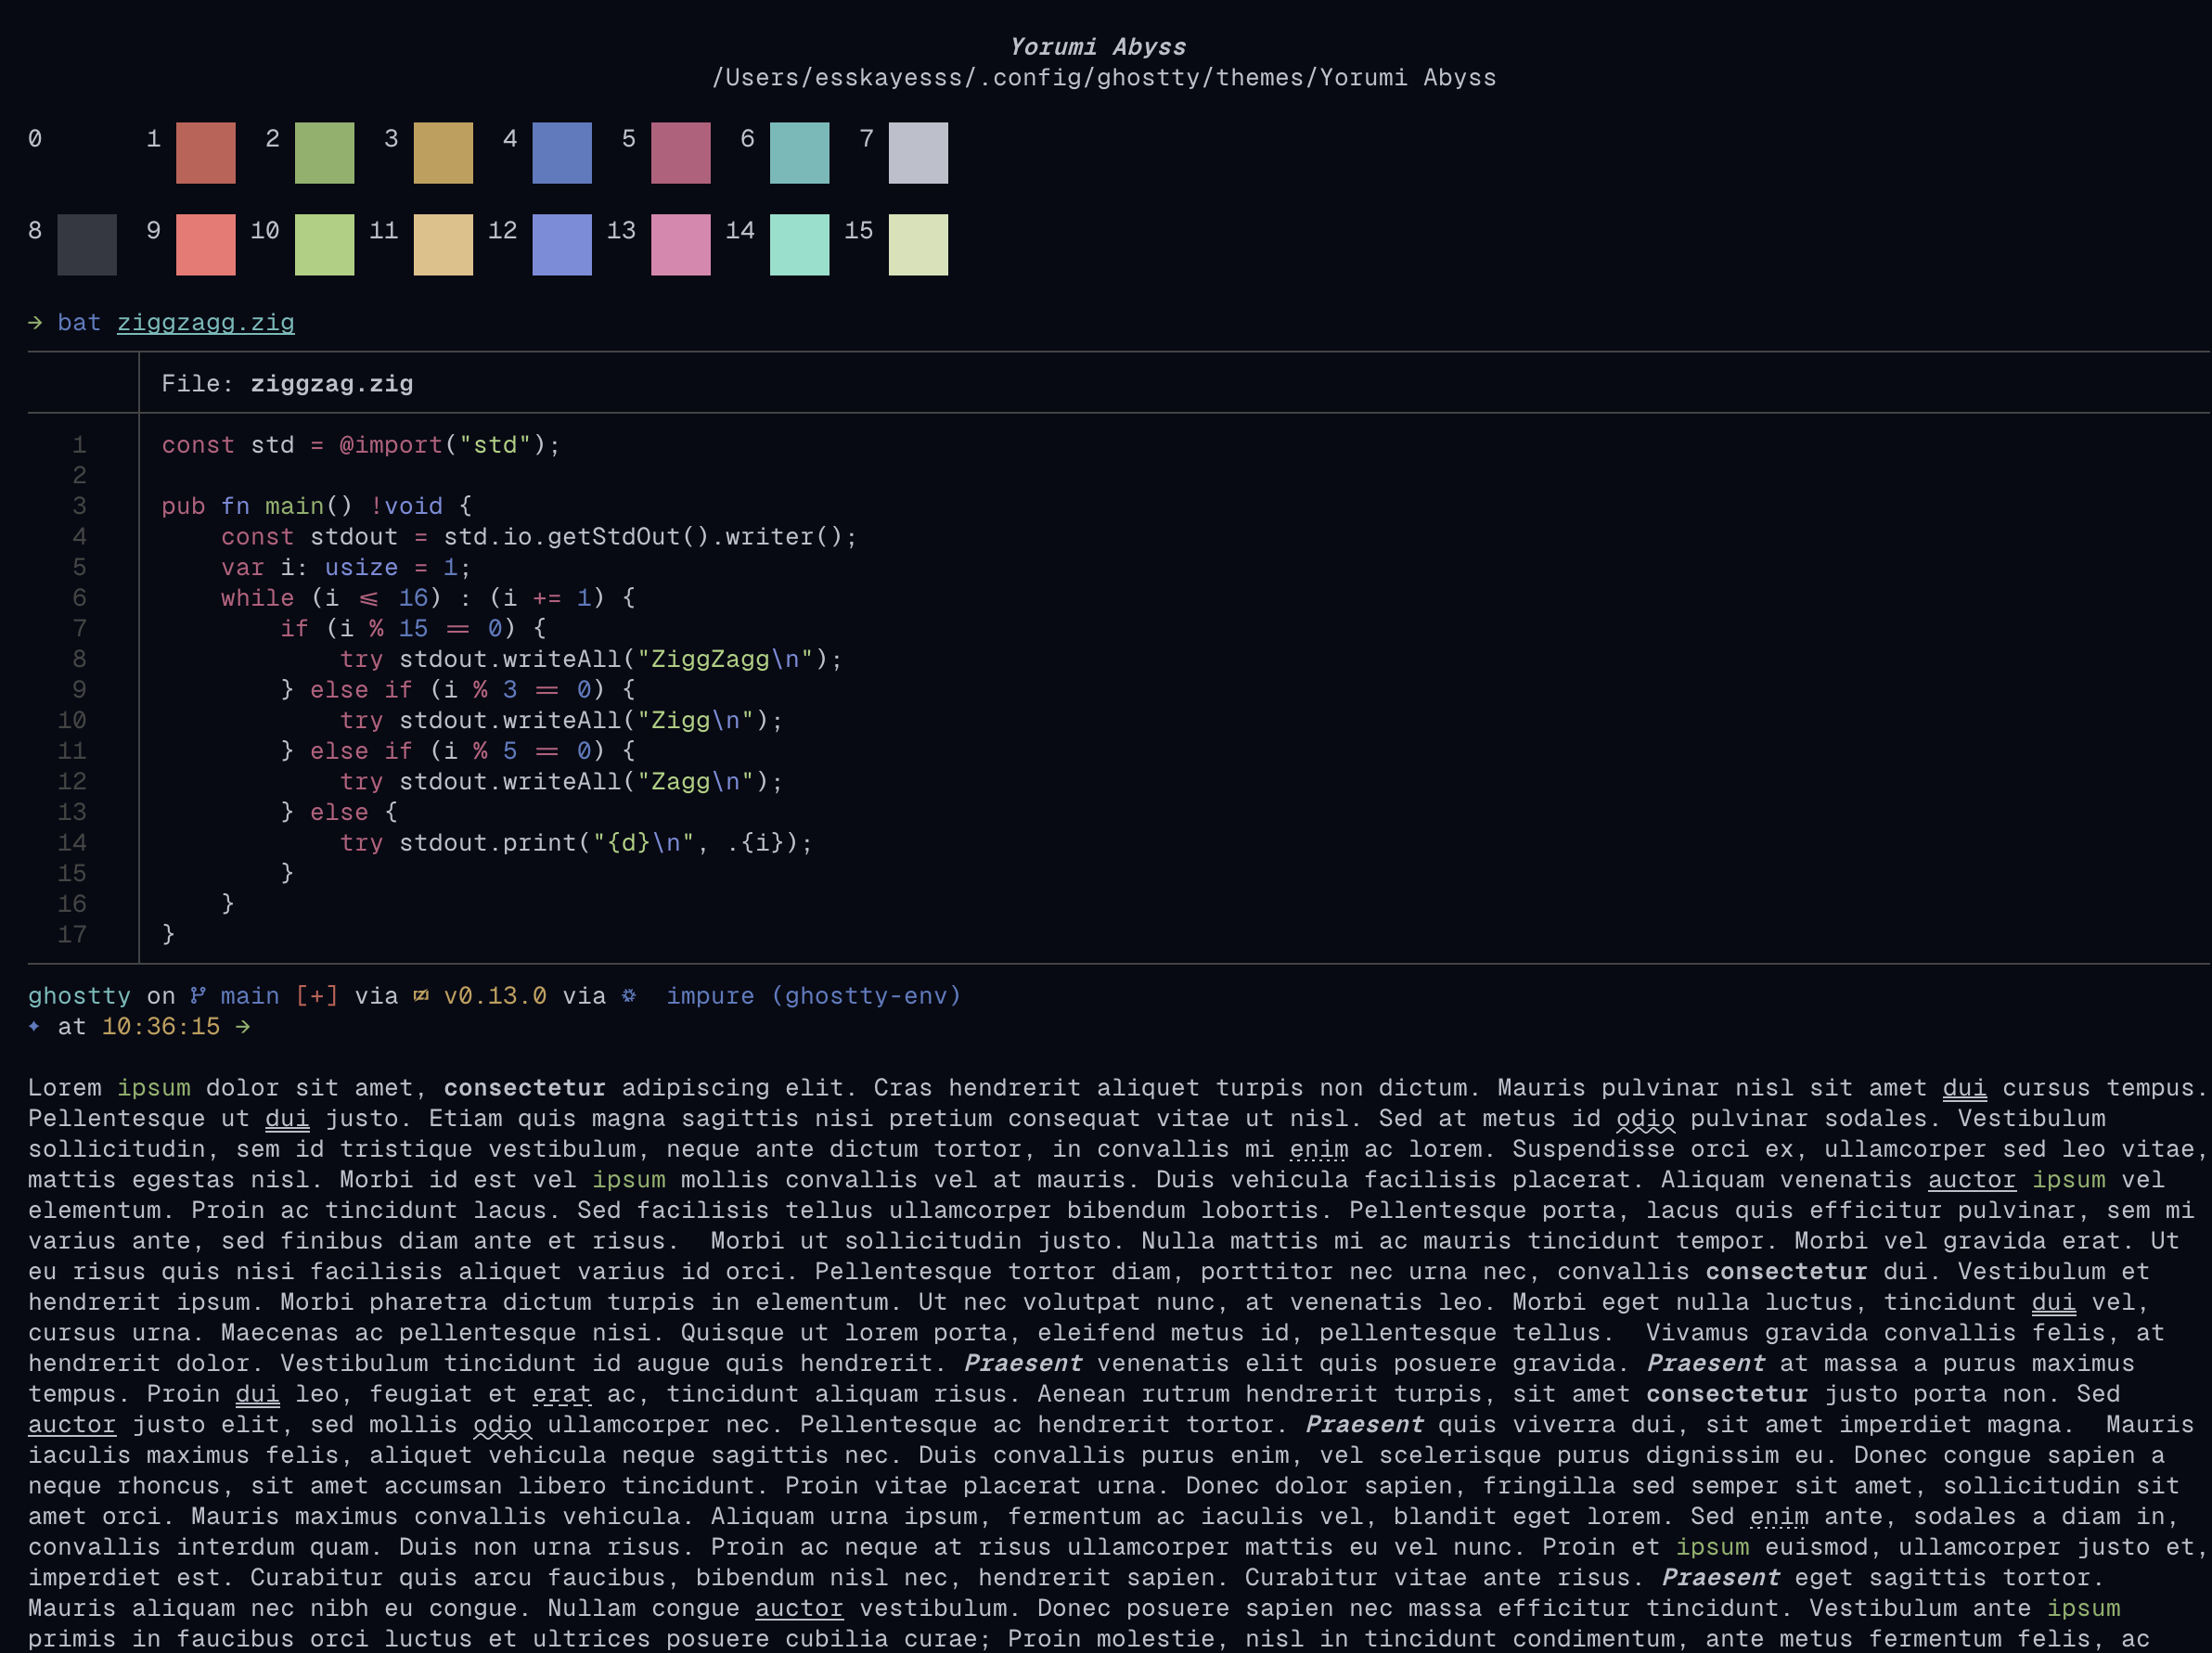 Yorumi Abyss
/Users/esskayesss/.config/ghostty/themes/Yorumi Abyss
0 1 2 3 4 5 6 7
8 9 10 11 12 13 14 15
→ bat ziggzagg.zig
File: ziggzag.zig
1 const std = @import("std");
2
3 pub fn main() !void {
4     const stdout = std.io.getStdOut().writer();
5     var i: usize = 1;
6     while (i <= 16) : (i += 1) {
7         if (i % 15 == 0) {
8             try stdout.writeAll("ZiggZagg\n");
9         } else if (i % 3 == 0) {
10             try stdout.writeAll("Zigg\n");
11         } else if (i % 5 == 0) {
12             try stdout.writeAll("Zagg\n");
13         } else {
14             try stdout.print("{d}\n", .{i});
15         }
16     }
17 }
ghostty on main [+] via v0.13.0 via impure (ghostty-env)
✦ at 10:36:15 →
Lorem ipsum dolor sit amet, consectetur adipiscing elit. Cras hendrerit aliquet turpis non dictum. Mauris pulvinar nisl sit amet dui cursus tempus.
Pellentesque ut dui justo. Etiam quis magna sagittis nisi pretium consequat vitae ut nisl. Sed at metus id odio pulvinar sodales. Vestibulum
sollicitudin, sem id tristique vestibulum, neque ante dictum tortor, in convallis mi enim ac lorem. Suspendisse orci ex, ullamcorper sed leo vitae,
mattis egestas nisl. Morbi id est vel ipsum mollis convallis vel at mauris. Duis vehicula facilisis placerat. Aliquam venenatis auctor ipsum vel
elementum. Proin ac tincidunt lacus. Sed facilisis tellus ullamcorper bibendum lobortis. Pellentesque porta, lacus quis efficitur pulvinar, sem mi
varius ante, sed finibus diam ante et risus.  Morbi ut sollicitudin justo. Nulla mattis mi ac mauris tincidunt tempor. Morbi vel gravida erat. Ut
eu risus quis nisi facilisis aliquet varius id orci. Pellentesque tortor diam, porttitor nec urna nec, convallis consectetur dui. Vestibulum et
hendrerit ipsum. Morbi pharetra dictum turpis in elementum. Ut nec volutpat nunc, at venenatis leo. Morbi eget nulla luctus, tincidunt dui vel,
cursus urna. Maecenas ac pellentesque nisi. Quisque ut lorem porta, eleifend metus id, pellentesque tellus.  Vivamus gravida convallis felis, at
hendrerit dolor. Vestibulum tincidunt id augue quis hendrerit. Praesent venenatis elit quis posuere gravida. Praesent at massa a purus maximus
tempus. Proin dui leo, feugiat et erat ac, tincidunt aliquam risus. Aenean rutrum hendrerit turpis, sit amet consectetur justo porta non. Sed
auctor justo elit, sed mollis odio ullamcorper nec. Pellentesque ac hendrerit tortor. Praesent quis viverra dui, sit amet imperdiet magna.  Mauris
iaculis maximus felis, aliquet vehicula neque sagittis nec. Duis convallis purus enim, vel scelerisque purus dignissim eu. Donec congue sapien a
neque rhoncus, sit amet accumsan libero tincidunt. Proin vitae placerat urna. Donec dolor sapien, fringilla sed semper sit amet, sollicitudin sit
amet orci. Mauris maximus convallis vehicula. Aliquam urna ipsum, fermentum ac iaculis vel, blandit eget lorem. Sed enim ante, sodales a diam in,
convallis interdum quam. Duis non urna risus. Proin ac neque at risus ullamcorper mattis eu vel nunc. Proin et ipsum euismod, ullamcorper justo et,
imperdiet est. Curabitur quis arcu faucibus, bibendum nisl nec, hendrerit sapien. Curabitur vitae ante risus. Praesent eget sagittis tortor.
Mauris aliquam nec nibh eu congue. Nullam congue auctor vestibulum. Donec posuere sapien nec massa efficitur tincidunt. Vestibulum ante ipsum
primis in faucibus orci luctus et ultrices posuere cubilia curae; Proin molestie, nisl in tincidunt condimentum, ante metus fermentum felis, ac